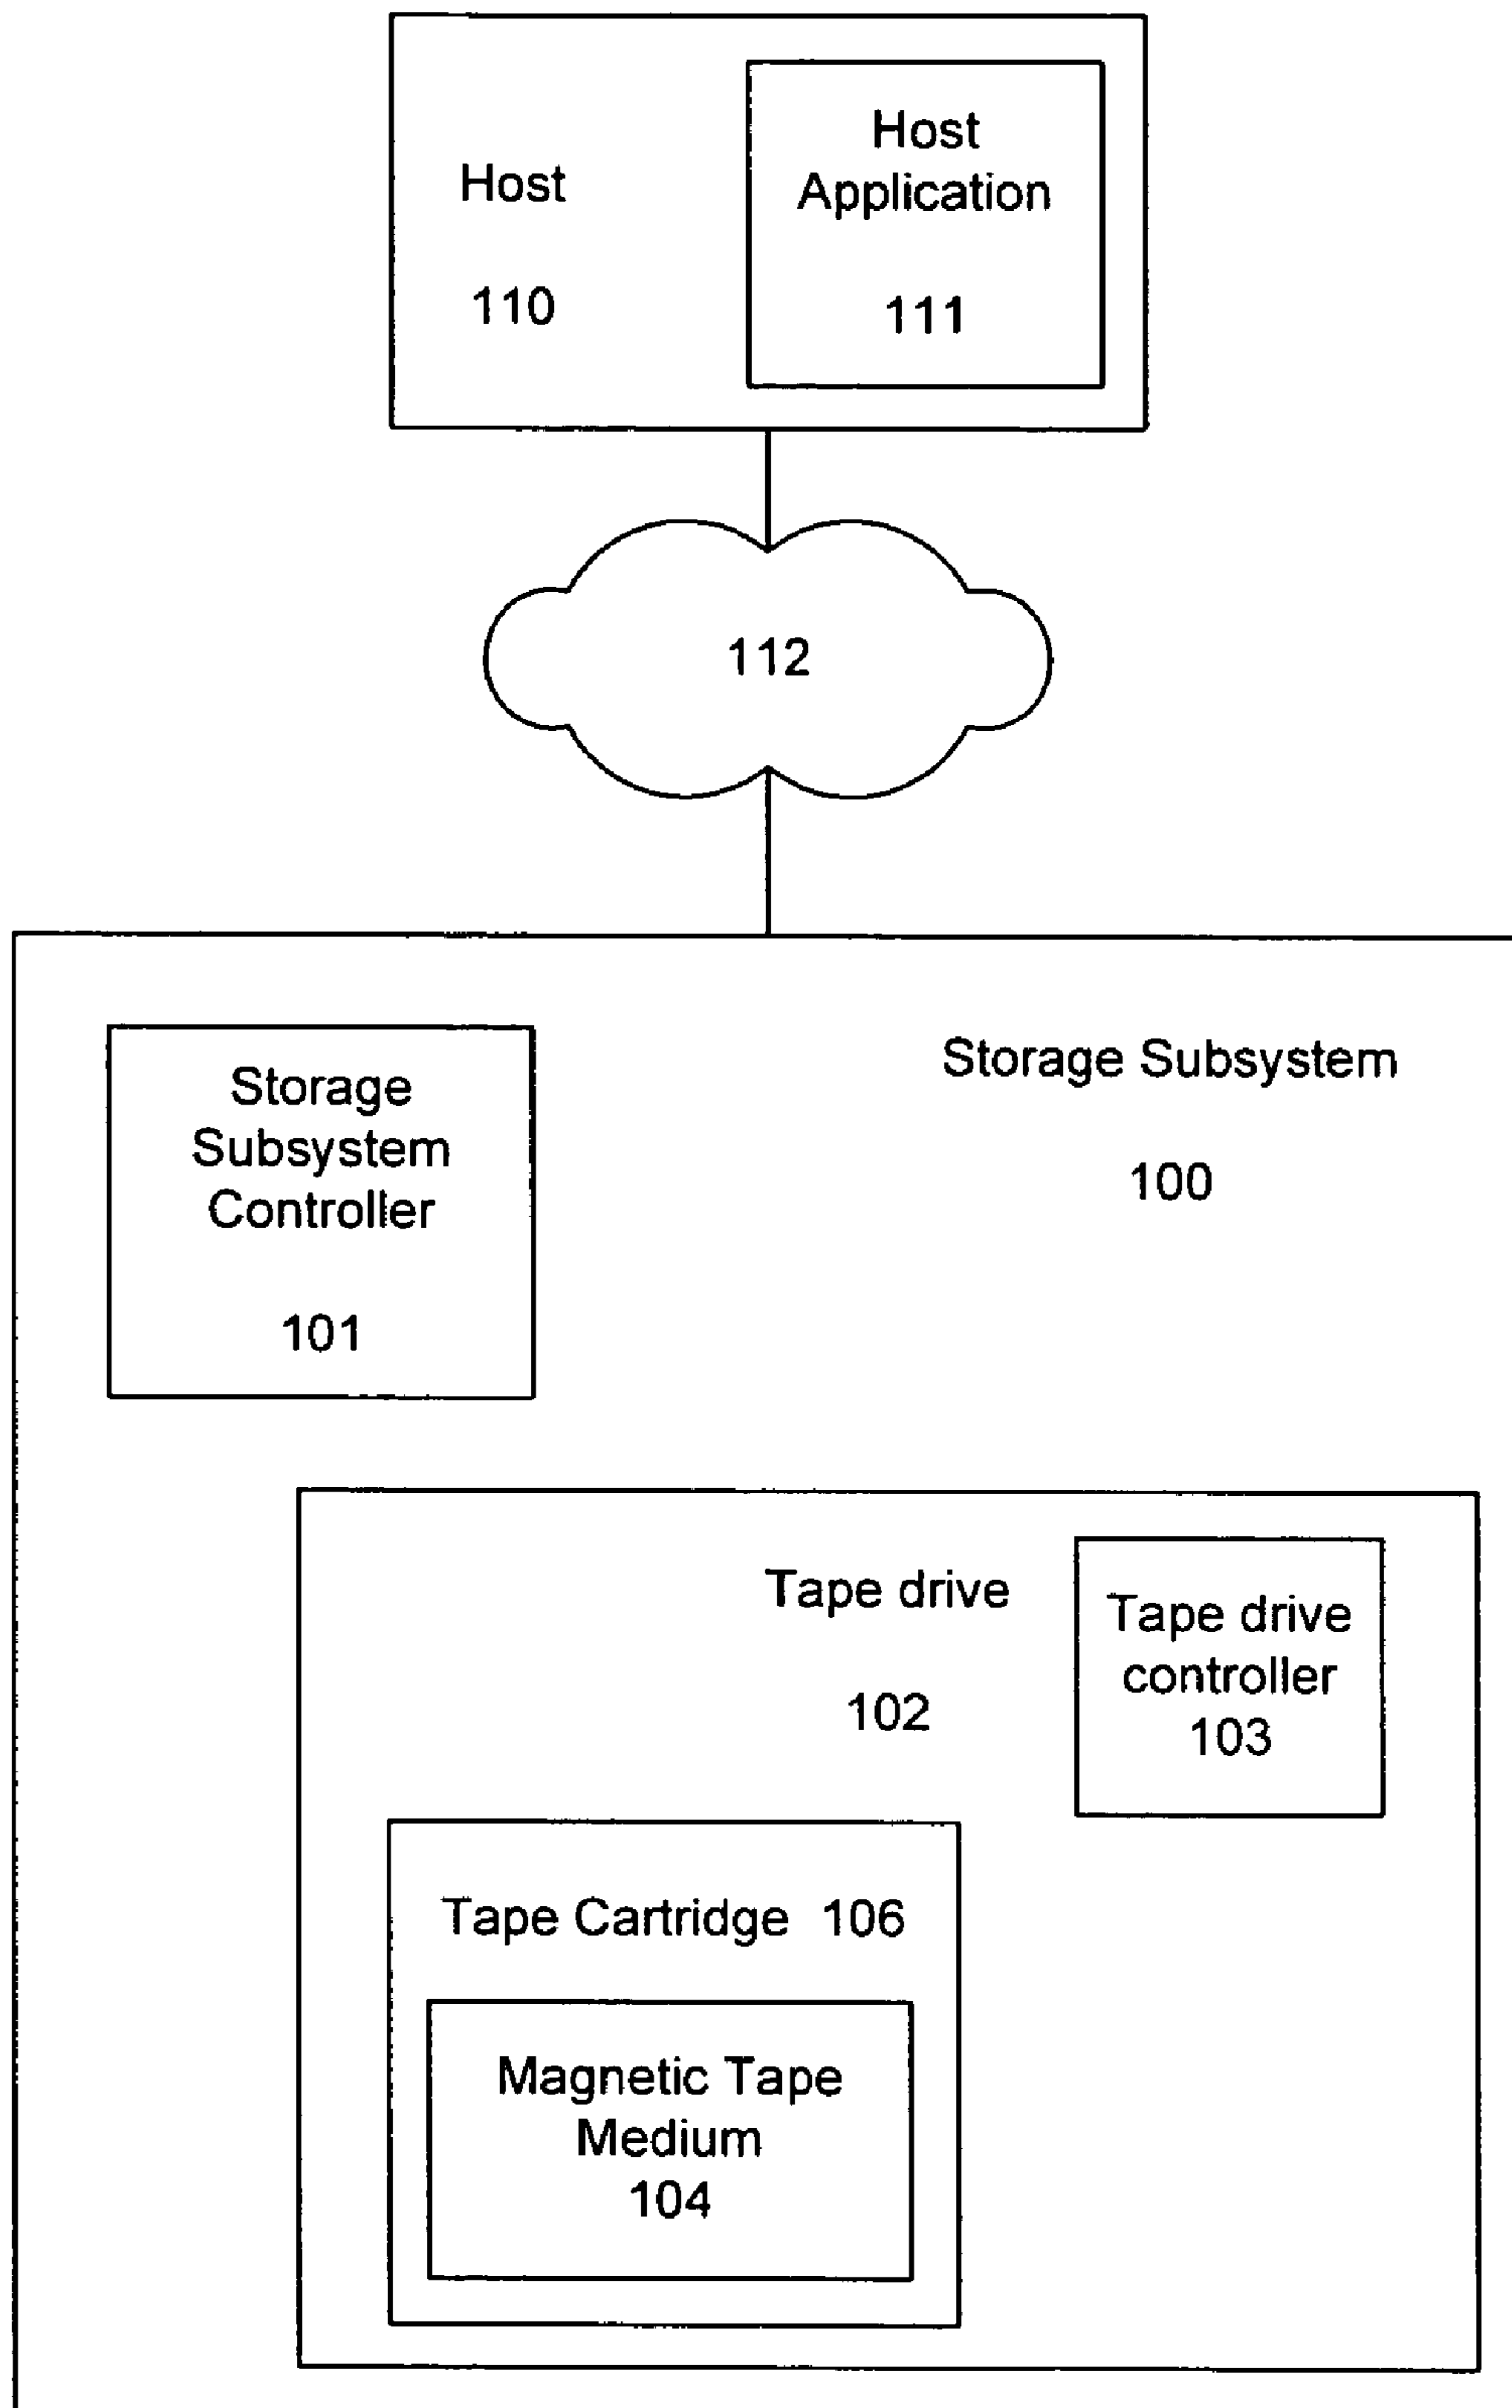 Host
110
Host
Application
111
112
Storage Subsystem
100
Storage
Subsystem
Controller
101
Tape drive
102
Tape drive
controller
103
Tape Cartridge 106
Magnetic Tape
Medium
104